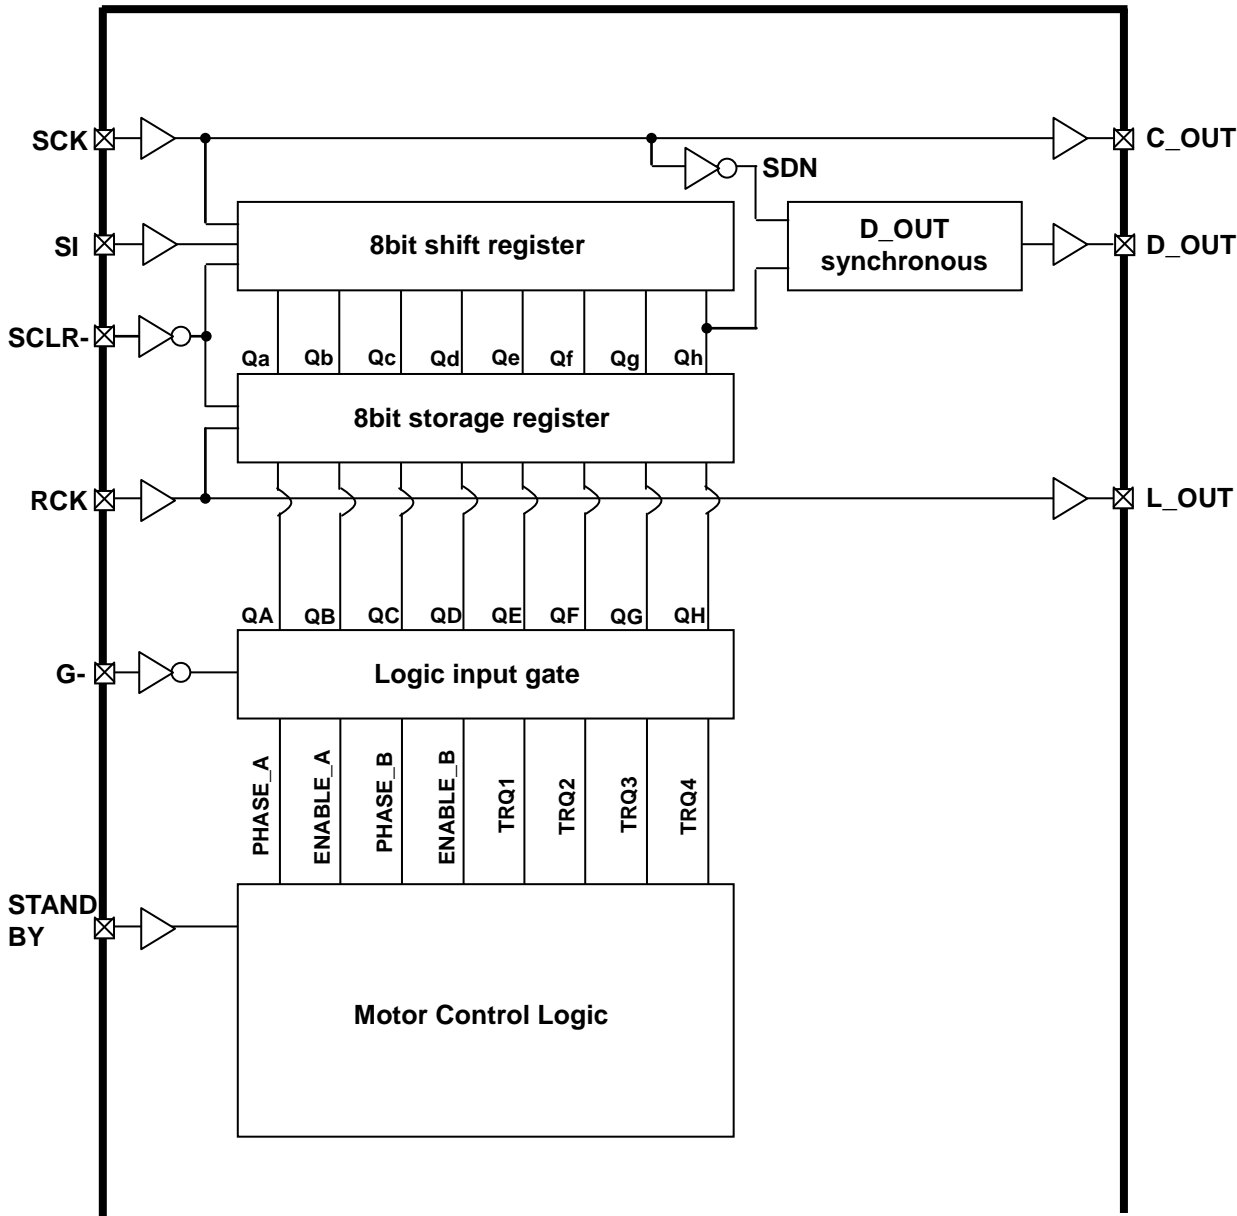 SCK
C_OUT
SDN
SI
8bit shift register
D_OUT
synchronous
D_OUT
SCLR-
Qa Qb Qc Qd Qe Qf Qg Qh
8bit storage register
RCK
L_OUT
QA QB QC QD QE QF QG QH
G-
Logic input gate
PHASE_A
ENABLE_A
PHASE_B
ENABLE_B
TRQ1
TRQ2
TRQ3
TRQ4
STAND
BY
Motor Control Logic